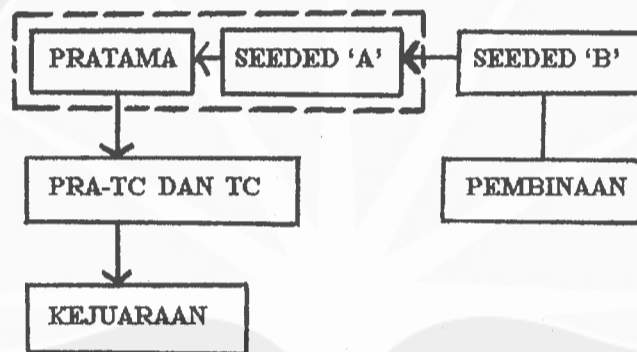 PRATAMA
SEEDED ‘A’
SEEDED ‘B’
PRA-TC DAN TC
PEMBINAAN
KEJUARAAN